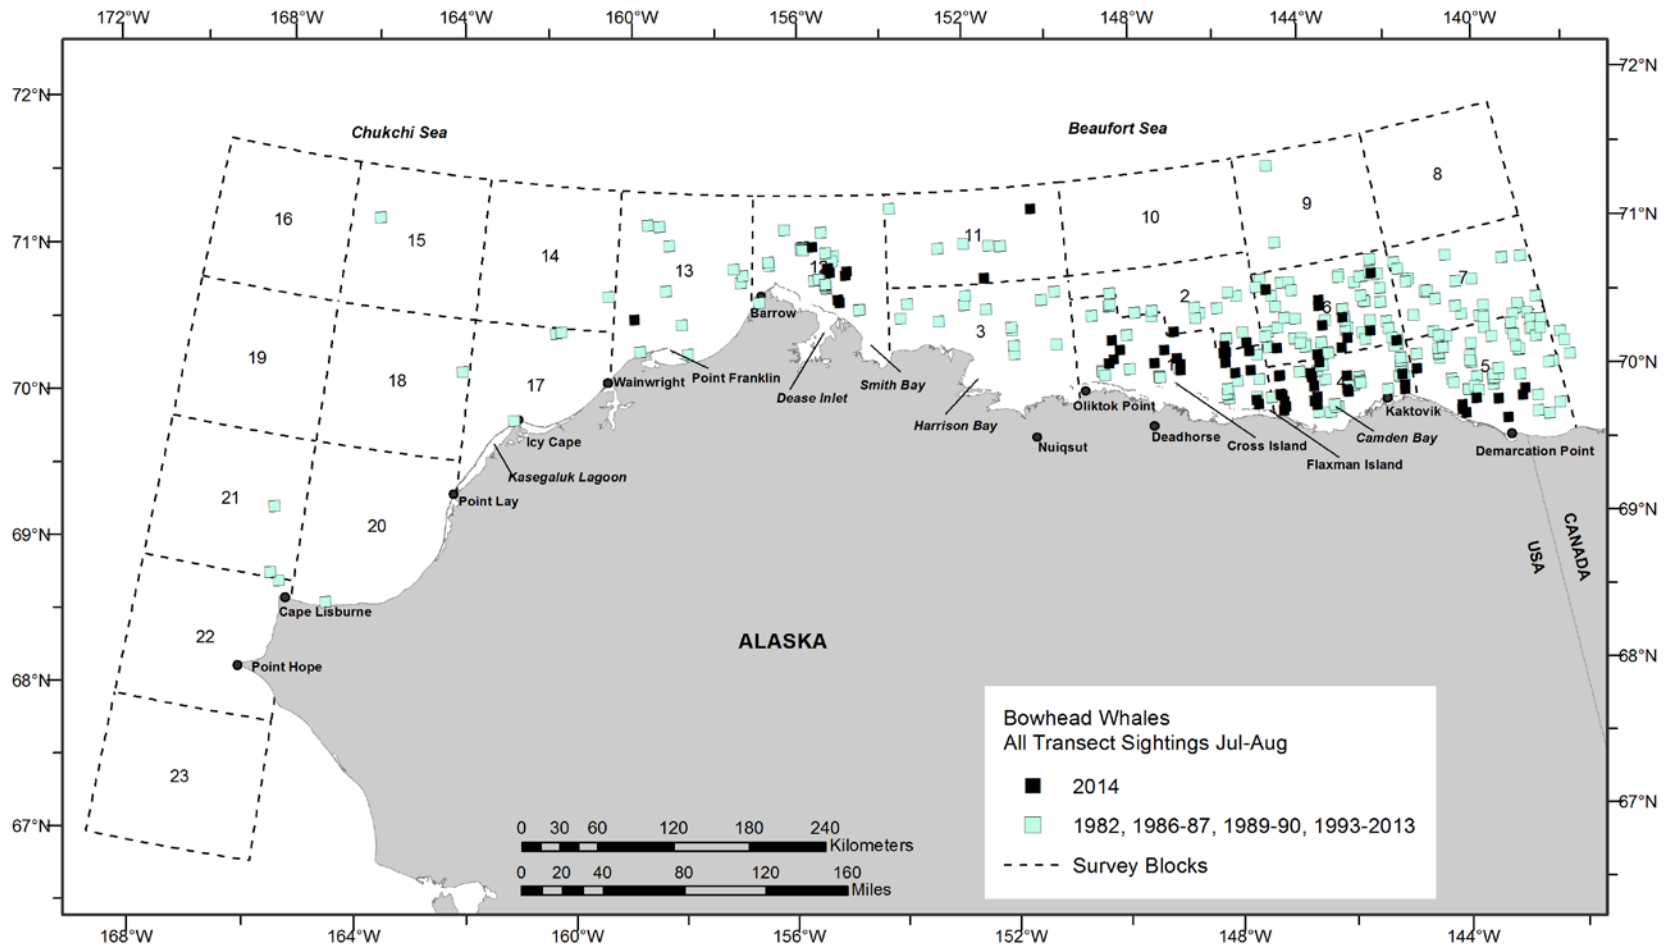 172°W 168°W 164°W 160°W 156°W 152°W 148°W 144°W 140°W
72°N 72°N
Chukchi Sea Beaufort Sea
8
16 15 14 13 12 11 10 9
71°N 71°N
7
2
6
3
Barrow
19 18 17 1 4 5
70°N 70°N
Wainwright Point Franklin
Dease Inlet Smith Bay
Harrison Bay
Oliktok Point Kaktovik
Icy Cape Nuiqsut Deadhorse Cross Island Camden Bay
Flaxman Island Demarcation Point
Kasegaluk Lagoon
21 Point Lay
20
69°N 69°N
USA CANADA
Cape Lisburne
22
Point Hope ALASKA
68°N 68°N
23
67°N 67°N
Bowhead Whales
All Transect Sightings Jul-Aug
2014
1982, 1986-87, 1989-90, 1993-2013
Survey Blocks
0 30 60 120 180 240
Kilometers
0 20 40 80 120 160
Miles
168°W 164°W 160°W 156°W 152°W 148°W 144°W 140°W